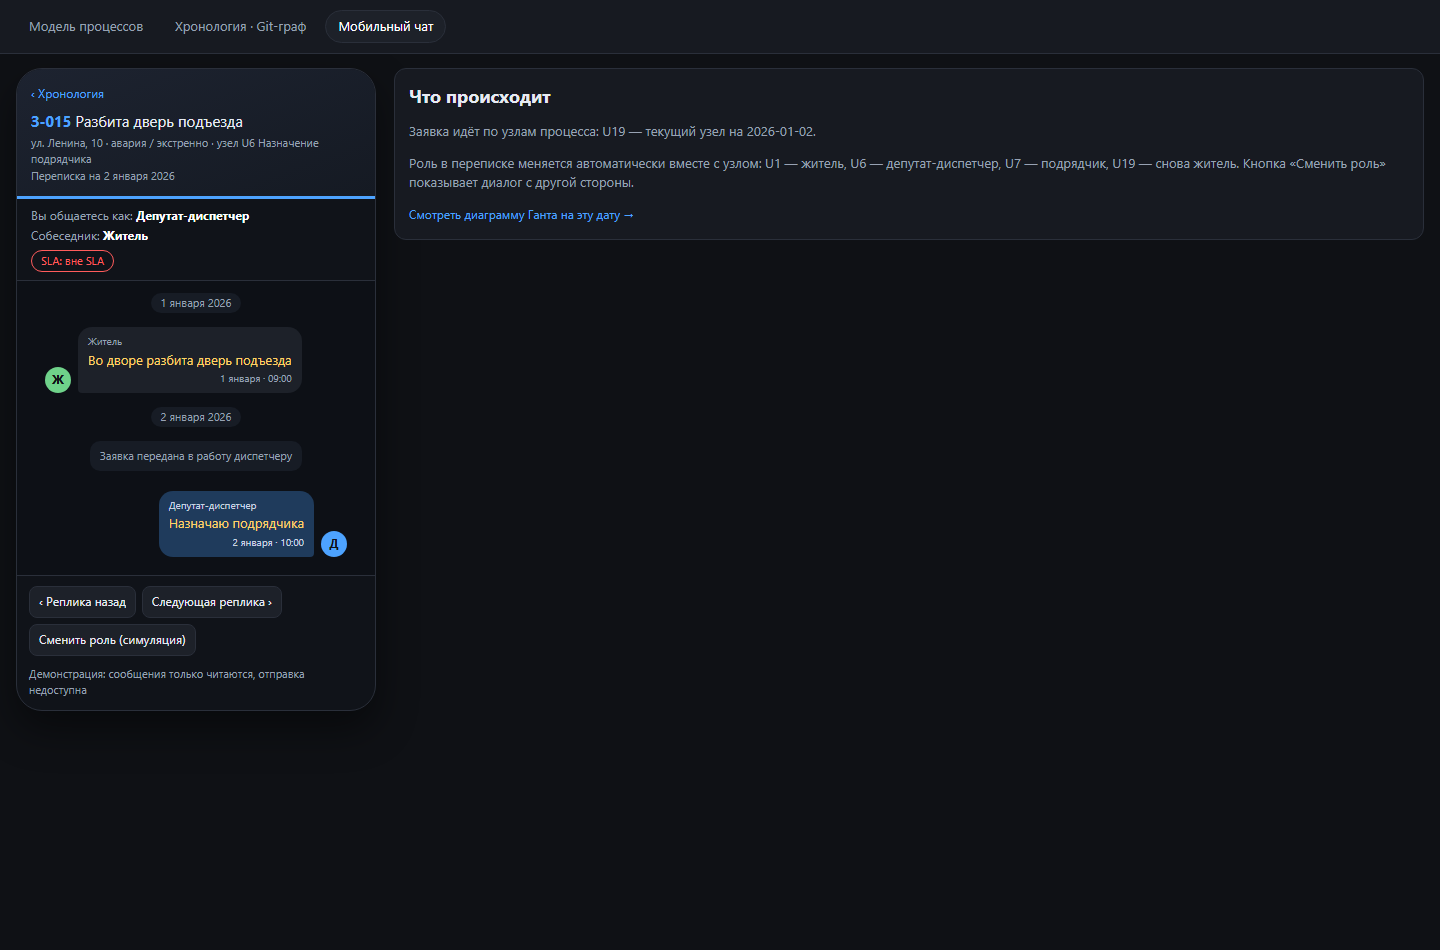 Модель процессов
Хронология · Git-граф
Мобильный чат
‹ Хронология
З-015 Разбита дверь подъезда
ул. Ленина, 10 · авария / экстренно · узел U6 Назначение
подрядчика
Переписка на 2 января 2026
Вы общаетесь как: Депутат-диспетчер
Собеседник: Житель
SLA: вне SLA
1 января 2026
Житель
Во дворе разбита дверь подъезда
1 января · 09:00
Ж
2 января 2026
Заявка передана в работу диспетчеру
Депутат-диспетчер
Назначаю подрядчика
2 января · 10:00
Д
‹ Реплика назад
Следующая реплика ›
Сменить роль (симуляция)
Демонстрация: сообщения только читаются, отправка
недоступна
Что происходит
Заявка идёт по узлам процесса: U19 — текущий узел на 2026-01-02.
Роль в переписке меняется автоматически вместе с узлом: U1 — житель, U6 — депутат-диспетчер, U7 — подрядчик, U19 — снова житель. Кнопка «Сменить роль»
показывает диалог с другой стороны.
Смотреть диаграмму Ганта на эту дату →